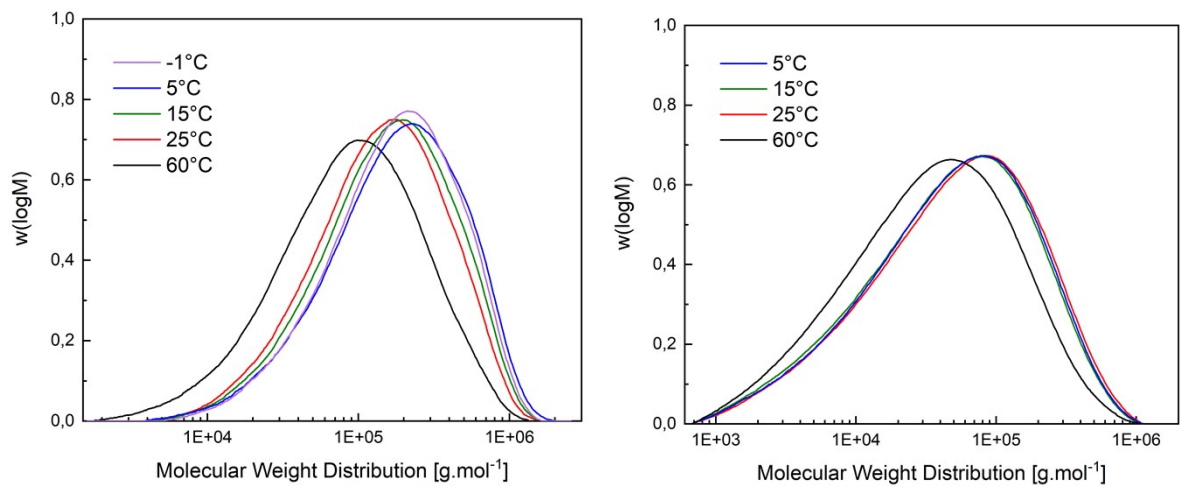 1,0
0,8
0,6
0,4
0,2
0,0
w(logM)
-1°C
5°C
15°C
25°C
60°C
1E+04
1E+05
1E+06
Molecular Weight Distribution [g.mol⁻¹]
1,0
0,8
0,6
0,4
0,2
0,0
w(logM)
5°C
15°C
25°C
60°C
1E+03
1E+04
1E+05
1E+06
Molecular Weight Distribution [g.mol⁻¹]